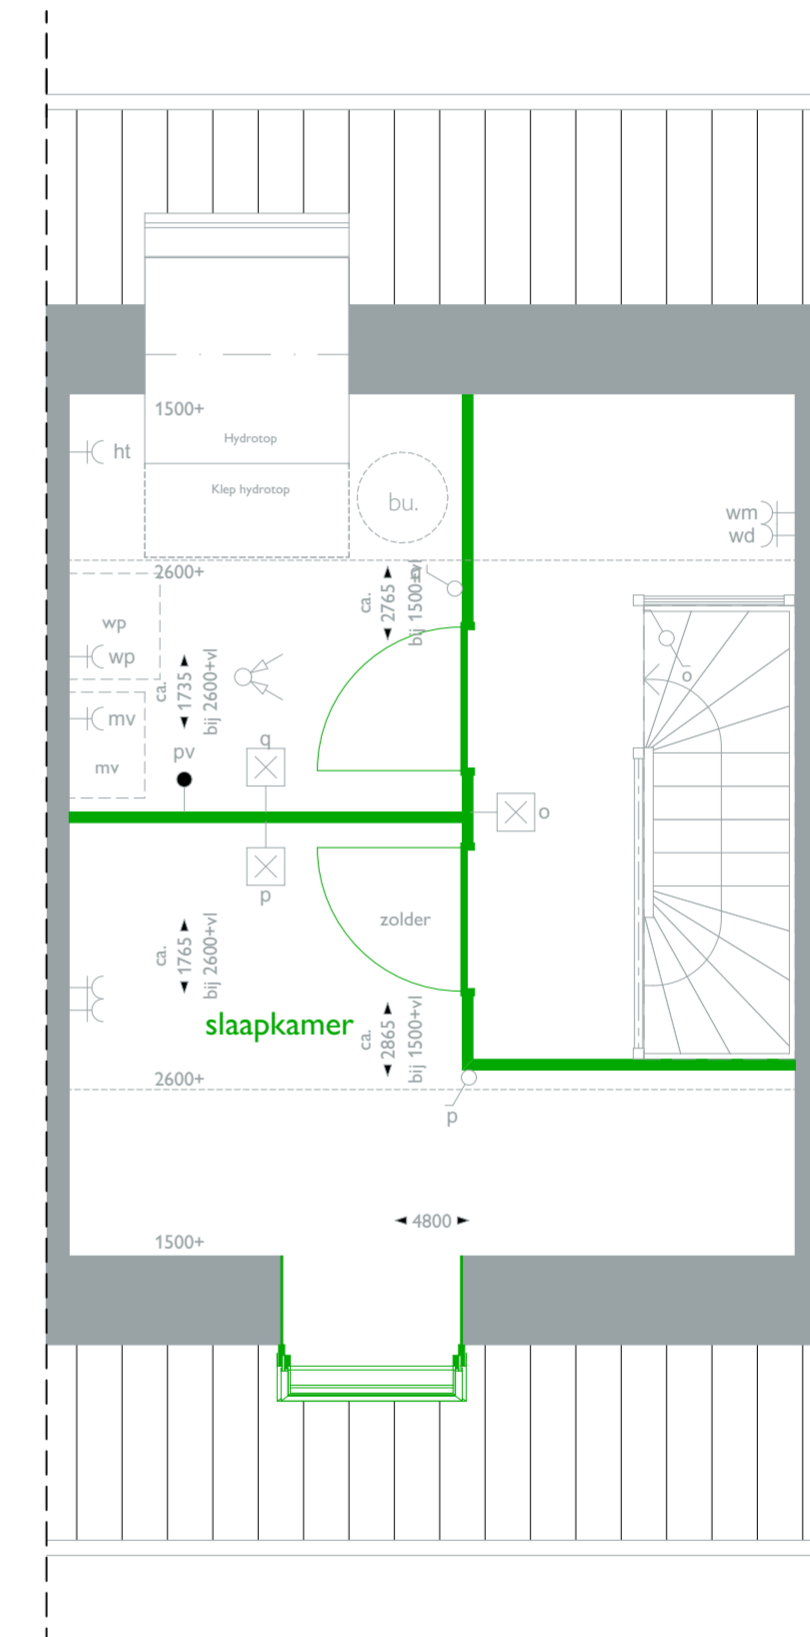 1500+
Hydrotop
ht
Klep hydrotop
bu.
wm
wd
2600+
ca.
2765
bij 1500+vl
wp
wp
ca.
1735
bij 2600+vl
o
mv
mv
pv
q
o
p
zolder
ca.
1765
bij 2600+vl
slaapkamer
ca.
2865
bij 1500+vl
2600+
p
4800
1500+